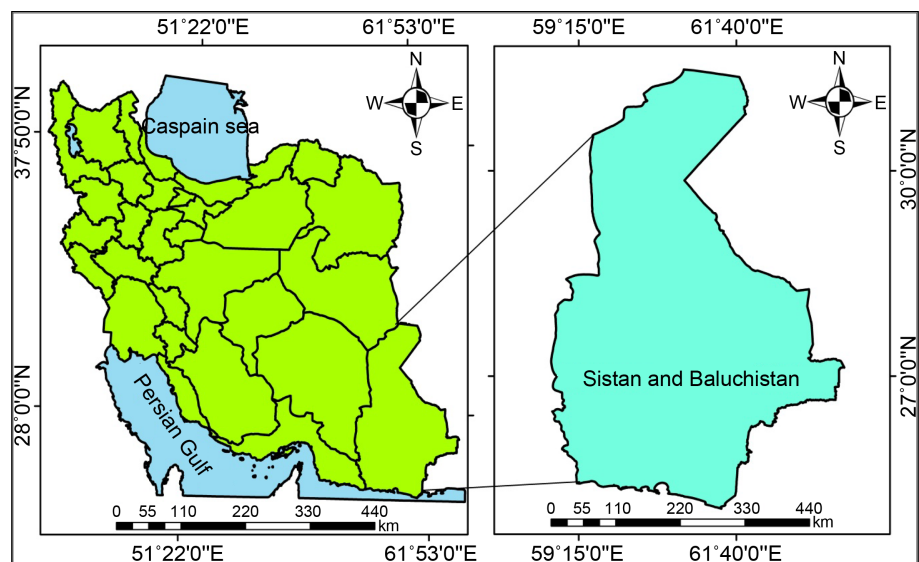 51°22'0"E
61°53'0"E
59°15'0"E
61°40'0"E
N
W
E
S
N
W
E
S
Caspain sea
37°50'0"N
30°0'0"N
28°0'0"N
27°0'0"N
Persian Gulf
Sistan and Baluchistan
0 55 110 220 330 440
km
0 55 110 220 330 440
km
51°22'0"E
61°53'0"E
59°15'0"E
61°40'0"E